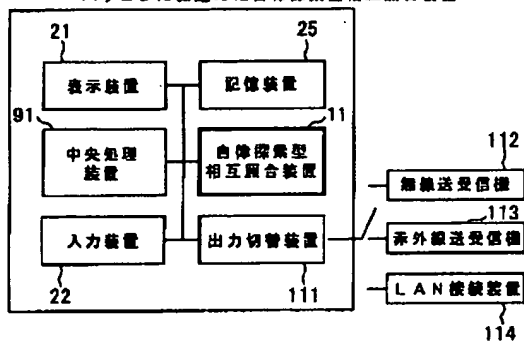 21
25
表示装置
記憶装置
91
11
中央処理
装置
自律探索型
相互照合装置
112
無線送受信機
113
赤外線送受信機
入力装置
出力切替装置
22
111
LAN接続装置
114